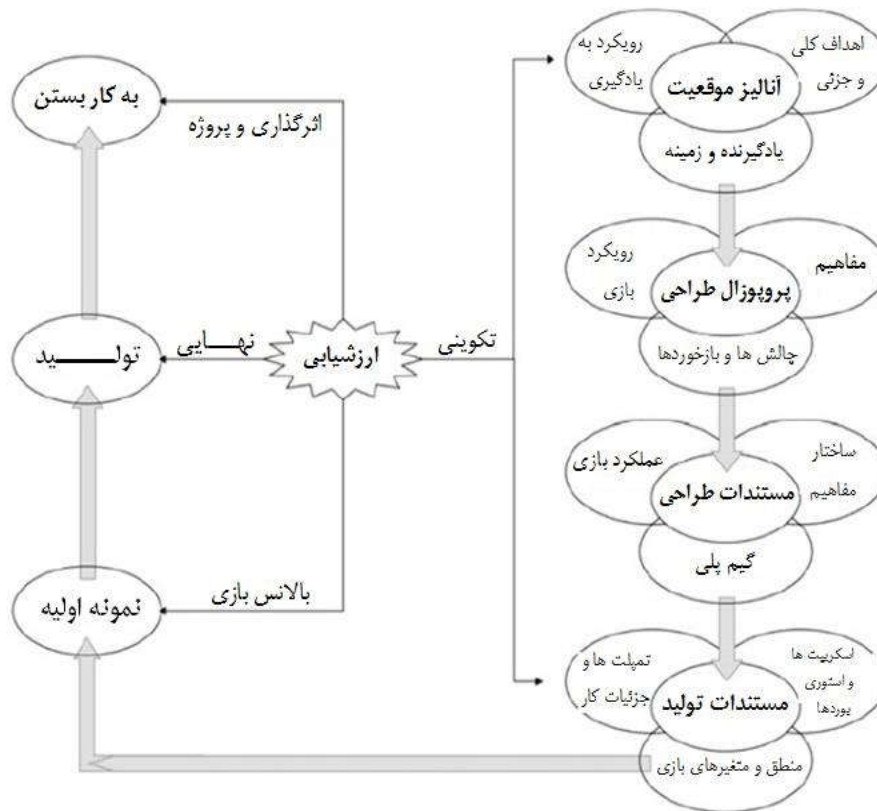 اهداف کلی
و جزئی
رویکرد به
یادگیری
آنالیز موقعیت
یادگیرنده و زمینه
مفاهیم
رویکرد
بازی
پروپوزال طراحی
چالش ها و بازخوردها
ساختار
مفاهیم
عملکرد بازی
مستندات طراحی
گیم پلی
اسکریپت ها
و استوری
بوردها
تمپلت ها و
جزئیات کار
مستندات تولید
منطق و متغیرهای بازی
تکوینی
ارزشیابی
اثرگذاری و پروژه
نهـــایی
بالانس بازی
به کار بستن
تولـــــید
نمونه اولیه